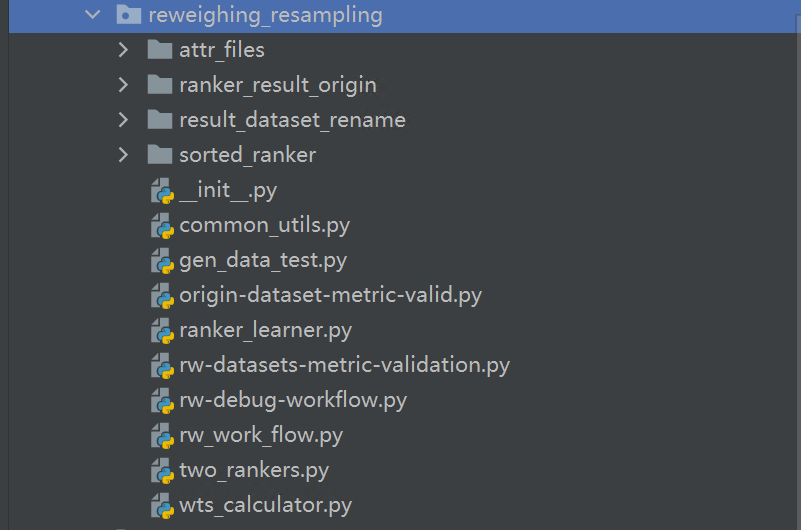 reweighing_resampling
attr_files
ranker_result_origin
result_dataset_rename
sorted_ranker
__init__.py
common_utils.py
gen_data_test.py
origin-dataset-metric-valid.py
ranker_learner.py
rw-datasets-metric-validation.py
rw-debug-workflow.py
rw_work_flow.py
two_rankers.py
wts_calculator.py